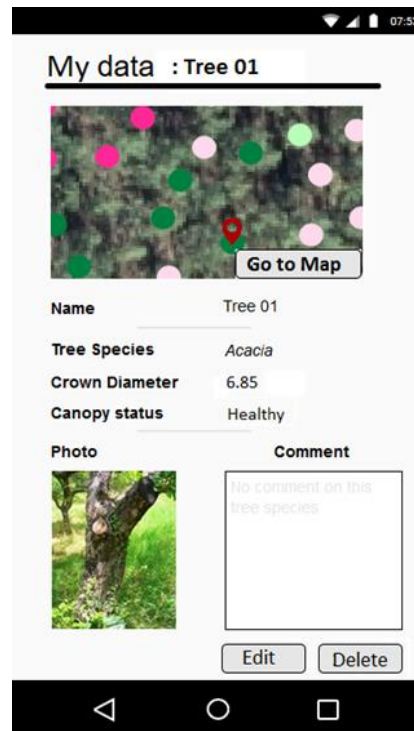 07:53
My data : Tree 01
Go to Map
Name Tree 01
Tree Species Acacia
Crown Diameter 6.85
Canopy status Healthy
Photo Comment
No comment on this
tree species
Edit Delete